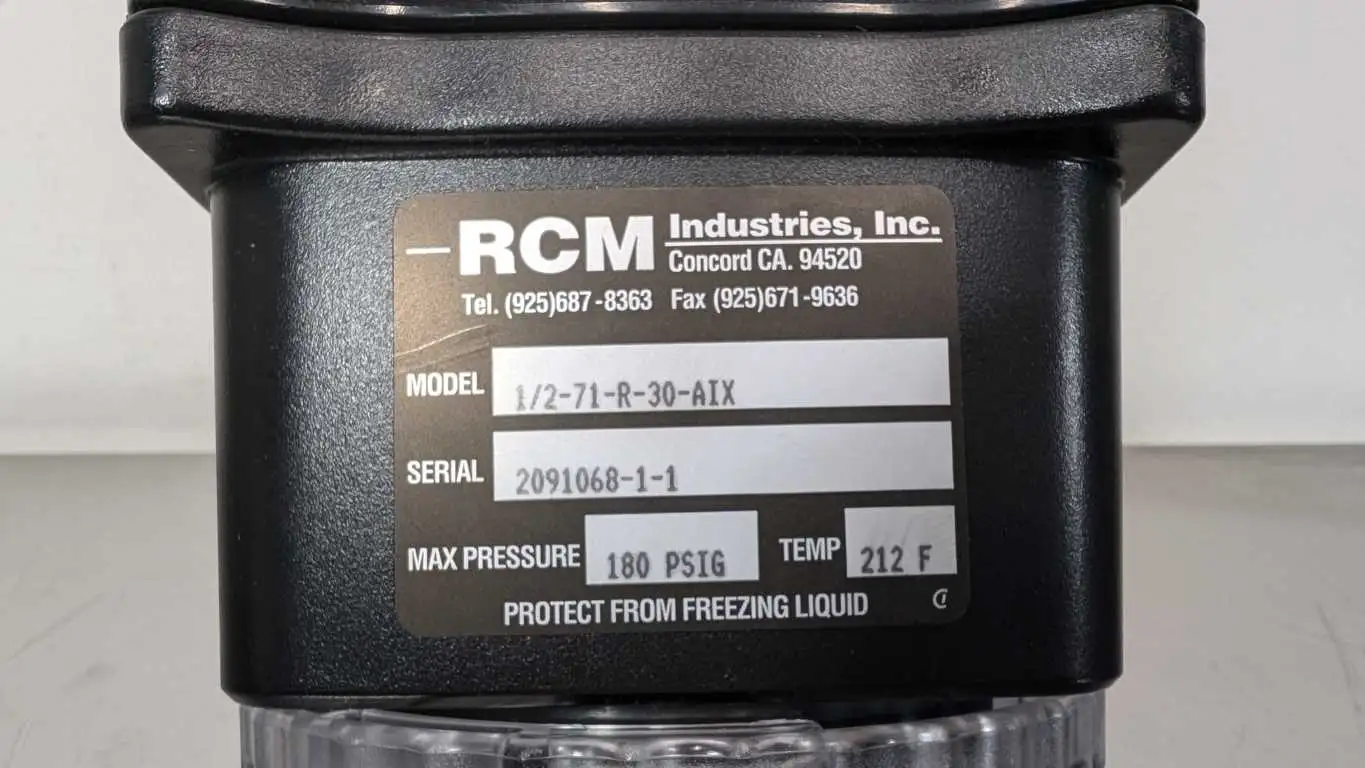 RCM Industries, Inc.
Concord CA. 94520
Tel. (925)687-8363 Fax (925)671-9636
MODEL 1/2-71-R-30-AIX
SERIAL 2091068-1-1
MAX PRESSURE 180 PSIG TEMP 212 F
PROTECT FROM FREEZING LIQUID